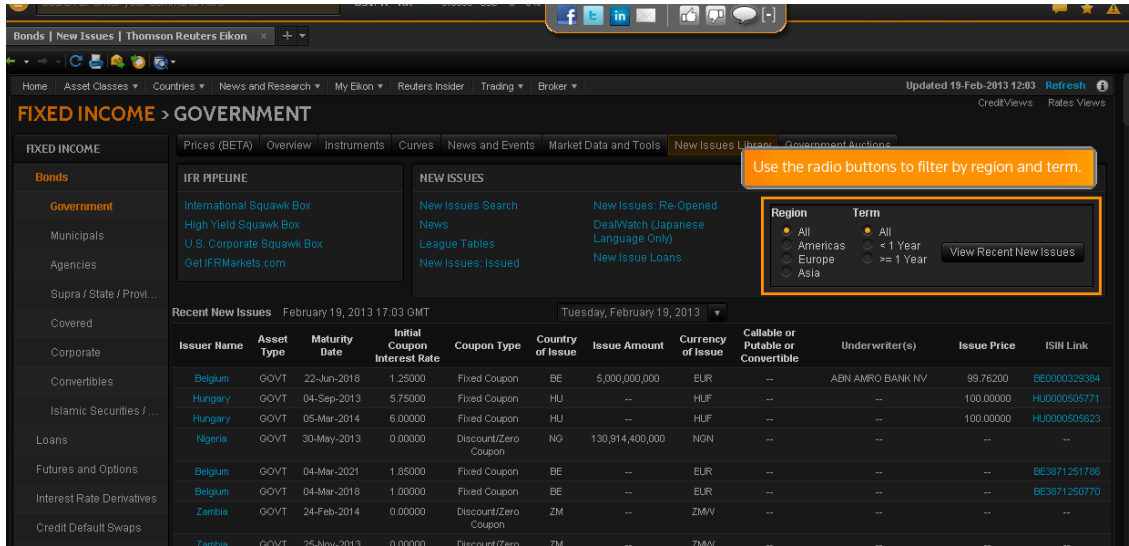 Bonds | New Issues | Thomson Reuters Eikon
Home Asset Classes Countries News and Research My Eikon Reuters Insider Trading Broker Updated 19-Feb-2013 12:03 Refresh
CreditViews Rates Views
FIXED INCOME > GOVERNMENT
FIXED INCOME
Bonds
Government
Municipals
Agencies
Supra / State / Provi...
Covered
Corporate
Convertibles
Islamic Securities / ...
Loans
Futures and Options
Interest Rate Derivatives
Credit Default Swaps
Prices (BETA) Overview Instruments Curves News and Events Market Data and Tools New Issues Library Government Auctions
Use the radio buttons to filter by region and term.
IFR PIPELINE
International Squawk Box
High Yield Squawk Box
U.S. Corporate Squawk Box
Get IFRMarkets.com
NEW ISSUES
New Issues Search
News
League Tables
New Issues: Issued
New Issues: Re-Opened
DealWatch (Japanese
Language Only)
New Issue Loans
Region
All
Americas
Europe
Asia
Term
All
< 1 Year
>= 1 Year
View Recent New Issues
Recent New Issues February 19, 2013 17:03 GMT Tuesday, February 19, 2013
Issuer Name Asset Type Maturity Date Initial Coupon Interest Rate Coupon Type Country of Issue Issue Amount Currency of Issue Callable or Putable or Convertible Underwriter(s) Issue Price ISIN Link
Belgium GOVT 22-Jun-2018 1.25000 Fixed Coupon BE 5,000,000,000 EUR -- ABN AMRO BANK NV 99.76200 BE0000329384
Hungary GOVT 04-Sep-2013 5.75000 Fixed Coupon HU -- HUF -- -- 100.00000 HU0000505771
Hungary GOVT 05-Mar-2014 6.00000 Fixed Coupon HU -- HUF -- -- 100.00000 HU0000505623
Nigeria GOVT 30-May-2013 0.00000 Discount/Zero Coupon NG 130,914,400,000 NGN -- -- -- --
Belgium GOVT 04-Mar-2021 1.85000 Fixed Coupon BE -- EUR -- -- -- BE3871251786
Belgium GOVT 04-Mar-2018 1.00000 Fixed Coupon BE -- EUR -- -- -- BE3871250770
Zambia GOVT 24-Feb-2014 0.00000 Discount/Zero Coupon ZM -- ZMW -- -- -- --
Zambia GOVT 25-Nov-2013 0.00000 Discount/Zero ZM -- ZMW -- -- -- --